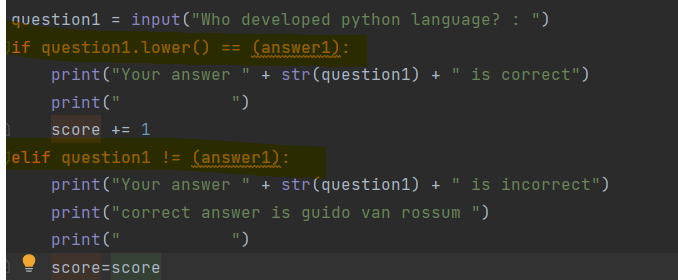 question1 = input("Who developed python language? : ")
if question1.lower() == (answer1):
    print("Your answer " + str(question1) + " is correct")
    print("          ")
    score += 1
elif question1 != (answer1):
    print("Your answer " + str(question1) + " is incorrect")
    print("correct answer is guido van rossum ")
    print("          ")
    score=score